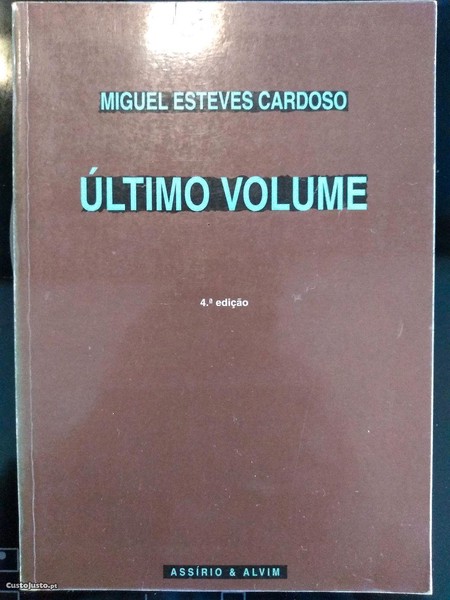 MIGUEL ESTEVES CARDOSO
ÚLTIMO VOLUME
4.ª edição
ASSÍRIO & ALVIM
CustoJusto.pt